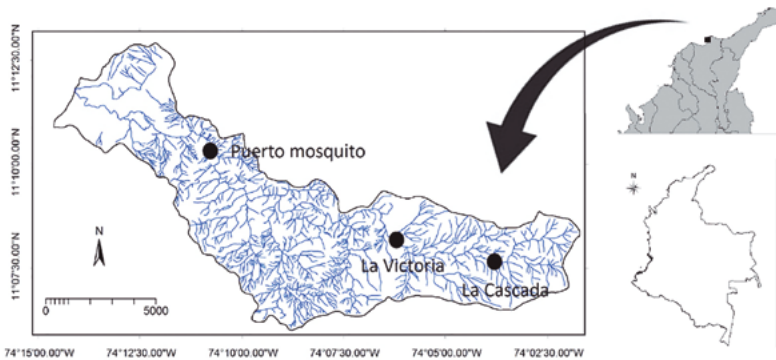 11°12'30.00"N
11°10'00.00"N
11°07'30.00"N
Puerto mosquito
La Victoria
La Cascada
N
0
5000
74°15'00.00"W
74°12'30.00"W
74°10'00.00"W
74°07'30.00"W
74°05'00.00"W
74°02'30.00"W
N